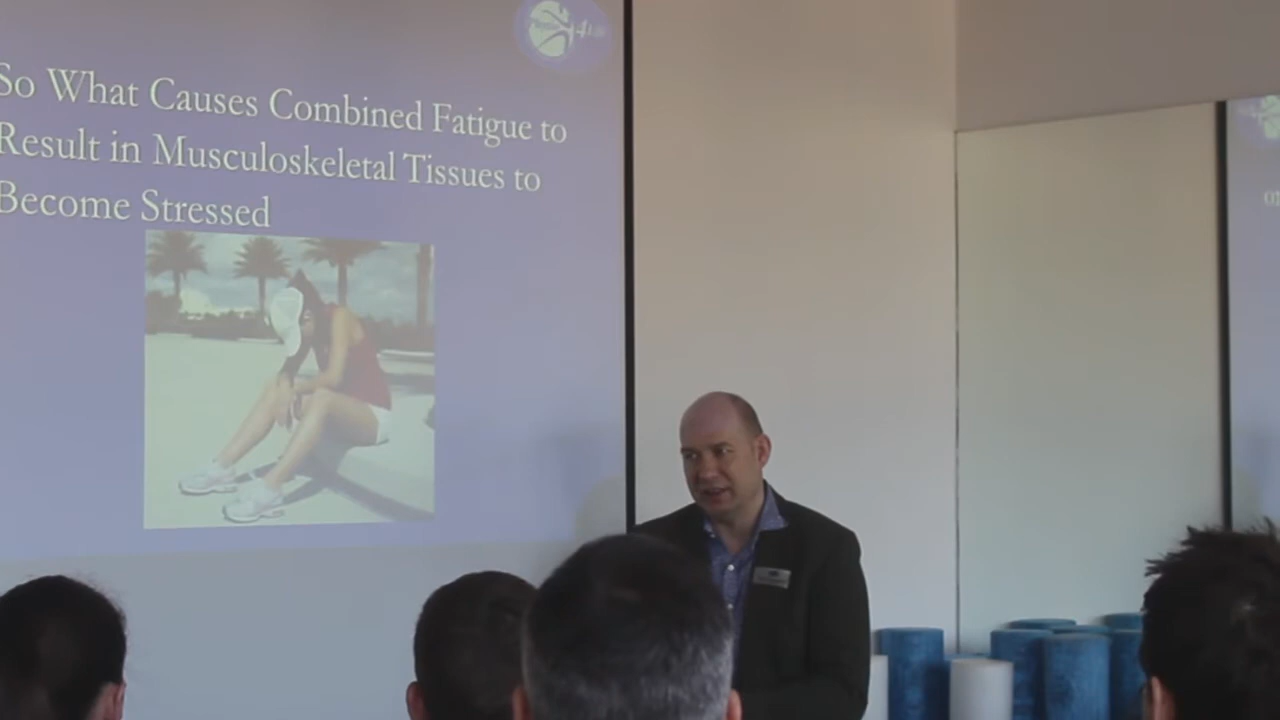 So What Causes Combined Fatigue to
Result in Musculoskeletal Tissues to
Become Stressed